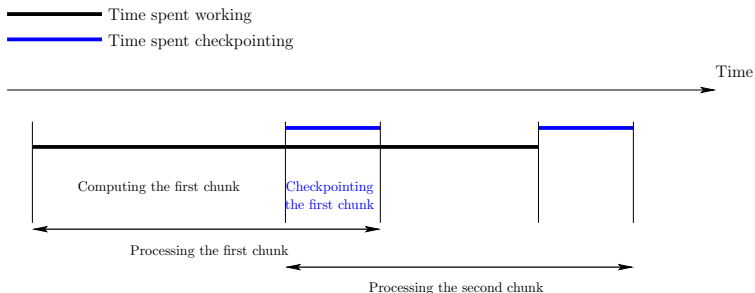 Time spent working
Time spent checkpointing
Time
Computing the first chunk
Checkpointing
the first chunk
Processing the first chunk
Processing the second chunk